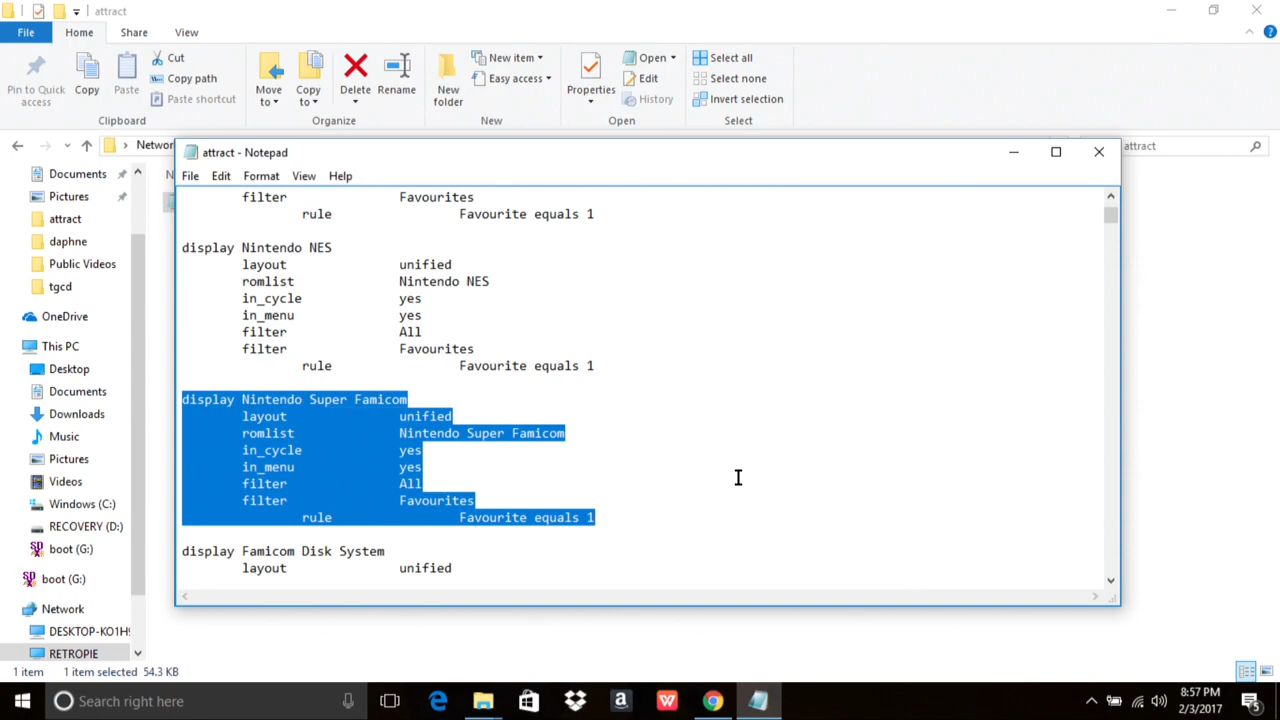 attract
File Home Share View
Pin to Quick access
Copy
Paste
Cut
Copy path
Paste shortcut
Clipboard
Move to
Copy to
Delete
Rename
Organize
New folder
New item
Easy access
New
Properties
Open
Edit
History
Open
Select all
Select none
Invert selection
Select
Networ
attract
attract - Notepad
File Edit Format View Help
filter Favourites
rule Favourite equals 1
display Nintendo NES
layout unified
romlist Nintendo NES
in_cycle yes
in_menu yes
filter All
filter Favourites
rule Favourite equals 1
display Nintendo Super Famicom
layout unified
romlist Nintendo Super Famicom
in_cycle yes
in_menu yes
filter All
filter Favourites
rule Favourite equals 1
display Famicom Disk System
layout unified
Documents
Pictures
attract
daphne
Public Videos
tgcd
OneDrive
This PC
Desktop
Documents
Downloads
Music
Pictures
Videos
Windows (C:)
RECOVERY (D:)
boot (G:)
boot (G:)
Network
DESKTOP-KO1H9
RETROPIE
1 item 1 item selected 54.3 KB
Search right here
8:57 PM
2/3/2017
5